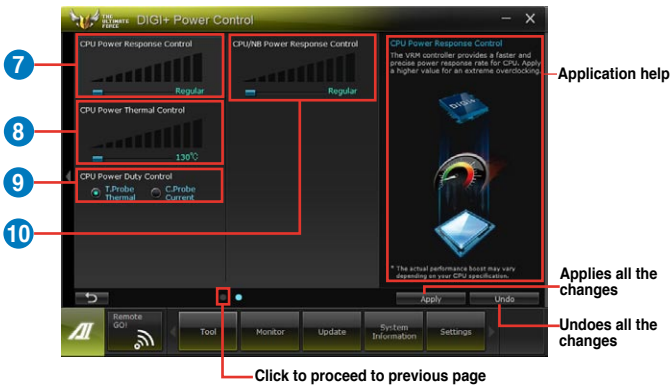 THE
ULTIMATE
FORCE
DIGI+ Power Control
CPU Power Response Control
Regular
CPU/NB Power Response Control
Regular
CPU Power Response Control
The VRM controller provides a faster and
precise power response rate for CPU. Apply
a higher value for an extreme overclocking.
DIGI+
* The actual performance boost may vary
depending on your CPU specification.
CPU Power Thermal Control
130℃
CPU Power Duty Control
T.Probe
Thermal
C.Probe
Current
Apply
Undo
Remote
GO!
Tool
Monitor
Update
System
Information
Settings
7
8
9
10
Application help
Applies all the
changes
Undoes all the
changes
Click to proceed to previous page